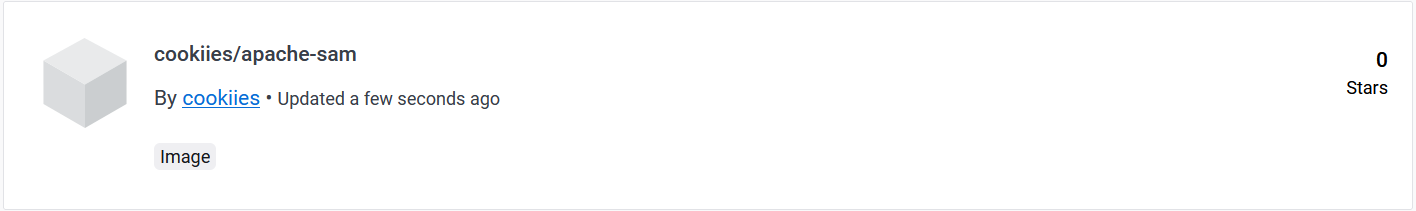 cookiies/apache-sam
0
By cookiies • Updated a few seconds ago
Stars
Image